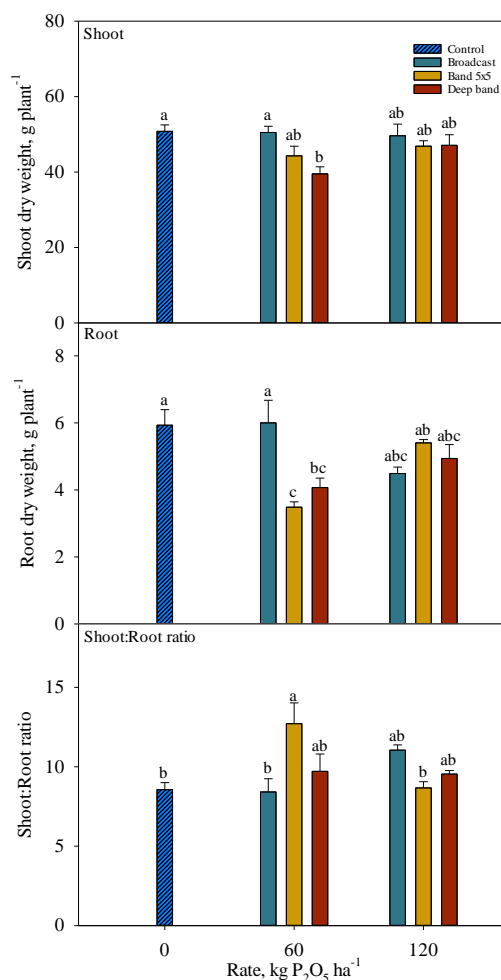 80
Shoot
Control
Broadcast
Band 5x5
Deep band
60
40
20
0
Shoot dry weight, g plant⁻¹
a
a
ab
b
ab
ab
ab
Root
8
6
4
2
0
Root dry weight, g plant⁻¹
a
a
c
bc
abc
ab
abc
Shoot:Root ratio
15
10
5
0
Shoot:Root ratio
b
b
a
ab
ab
b
ab
0
60
120
Rate, kg P₂O₅ ha⁻¹